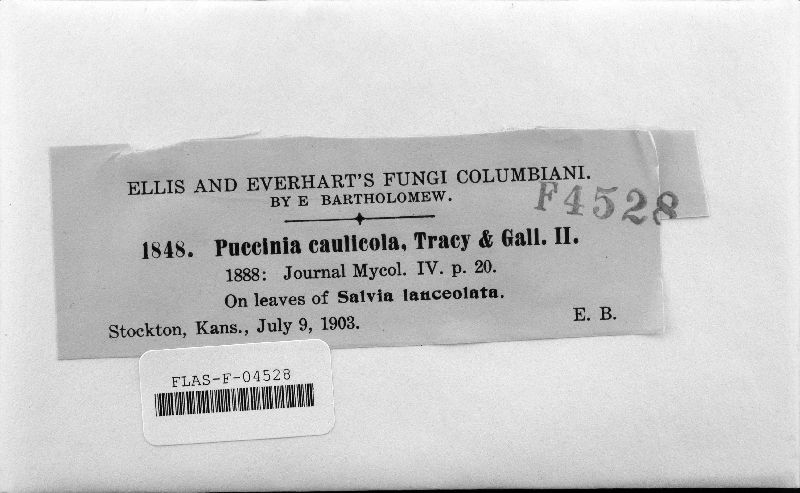 ELLIS AND EVERHART'S FUNGI COLUMBIANI.
BY E BARTHOLOMEW.
F4528
1848. Puccinia caulicola, Tracy & Gall. II.
1888: Journal Mycol. IV. p. 20.
On leaves of Salvia lanceolata.
Stockton, Kans., July 9, 1903.
E. B.
FLAS-F-04528